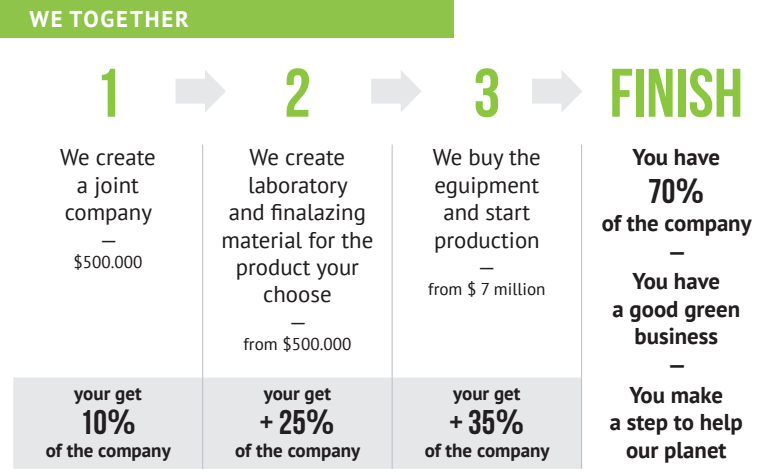 WE TOGETHER
1
We create
a joint
company
—
$500.000
your get
10%
of the company
2
We create
laboratory
and finalazing
material for the
product your
choose
—
from $500.000
your get
+ 25%
of the company
3
We buy the
eguipment
and start
production
—
from $ 7 million
your get
+ 35%
of the company
FINISH
You have
70%
of the company
—
You have
a good green
business
—
You make
a step to help
our planet